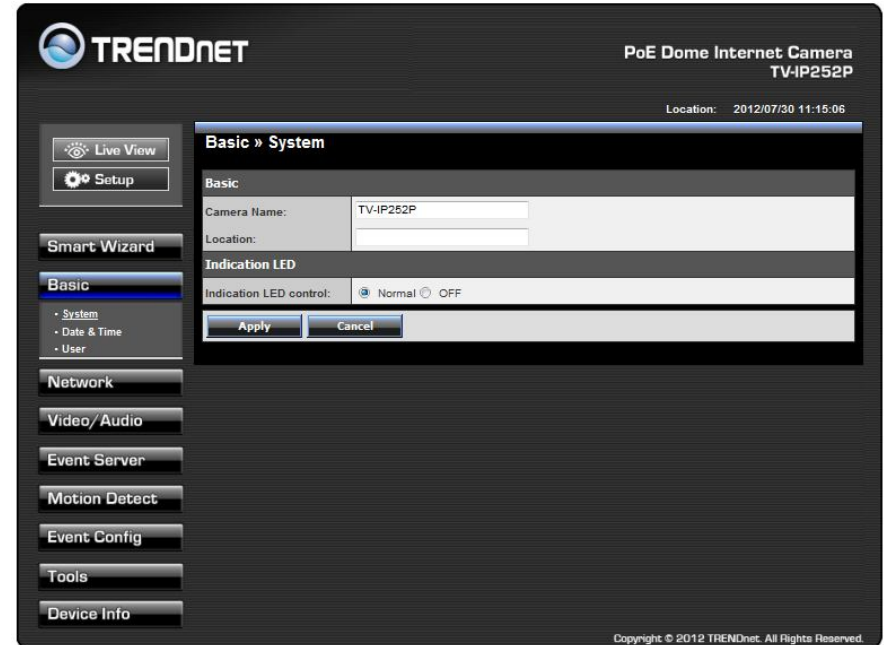 TRENDNET
PoE Dome Internet Camera
TV-IP252P
Location: 2012/07/30 11:15:06
Live View
Setup
Smart Wizard
Basic
• System
• Date & Time
• User
Network
Video/Audio
Event Server
Motion Detect
Event Config
Tools
Device Info
Basic » System
Basic
Camera Name: TV-IP252P
Location:
Indication LED
Indication LED control: Normal OFF
Apply Cancel
Copyright © 2012 TRENDnet. All Rights Reserved.